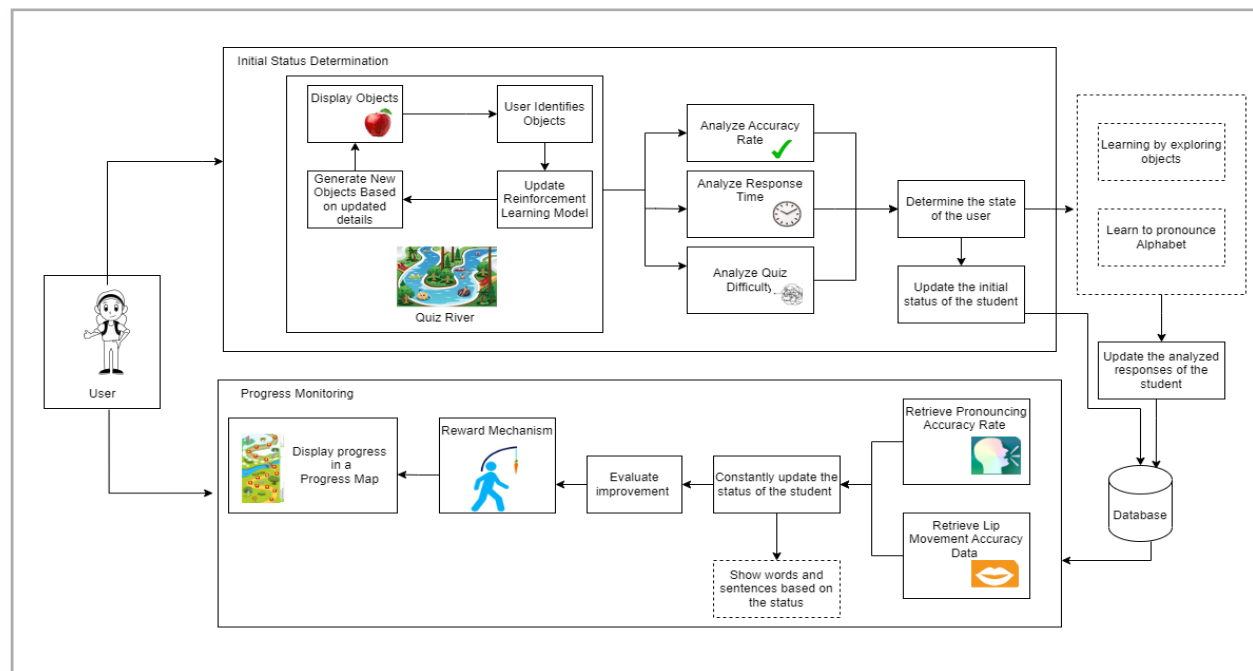 Initial Status Determination
Display Objects
User Identifies
Objects
Generate New
Objects Based
on updated
details
Update
Reinforcement
Learning Model
Quiz River
Analyze Accuracy
Rate
Analyze Response
Time
Analyze Quiz
Difficulty
Determine the state
of the user
Update the initial
status of the student
Learning by exploring
objects
Learn to pronounce
Alphabet
Update the analyzed
responses of the
student
User
Progress Monitoring
Display progress
in a
Progress Map
Reward Mechanism
Evaluate
improvement
Constantly update the
status of the student
Show words and
sentences based on
the status
Retrieve Pronouncing
Accuracy Rate
Retrieve Lip
Movement Accuracy
Data
Database